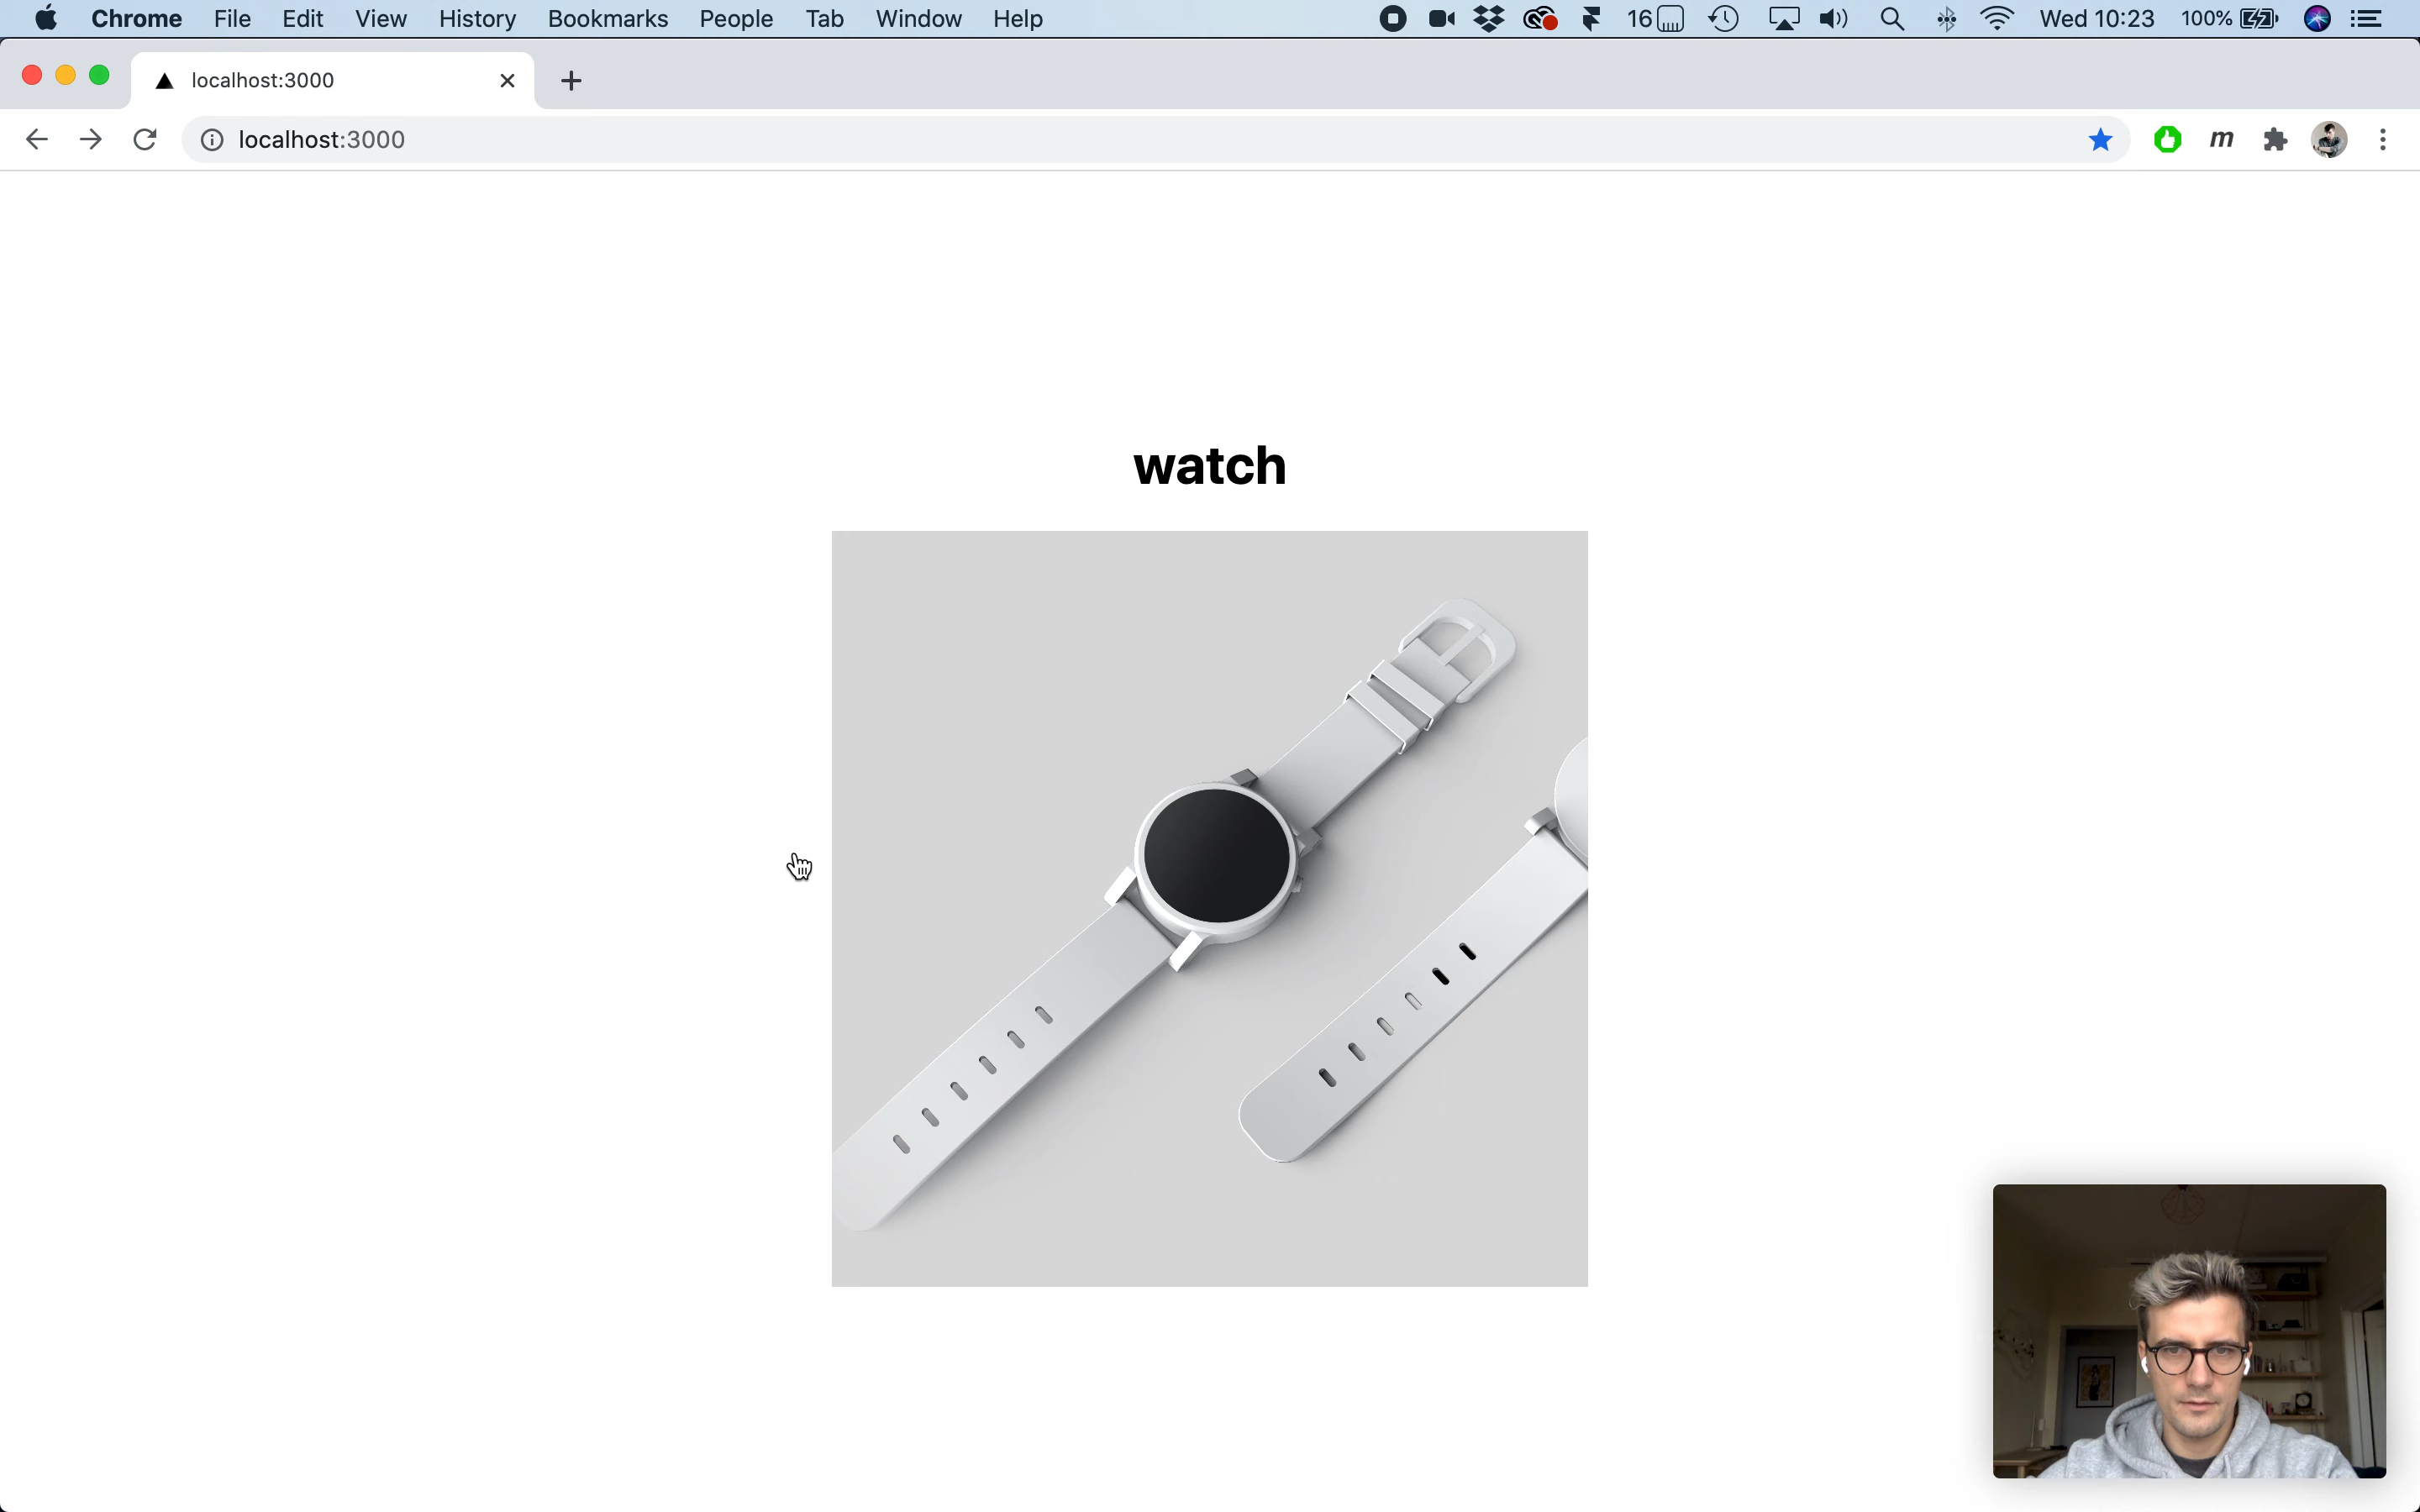 Chrome File Edit View History Bookmarks People Tab Window Help 16 Wed 10:23 100%
localhost:3000
localhost:3000 m
watch